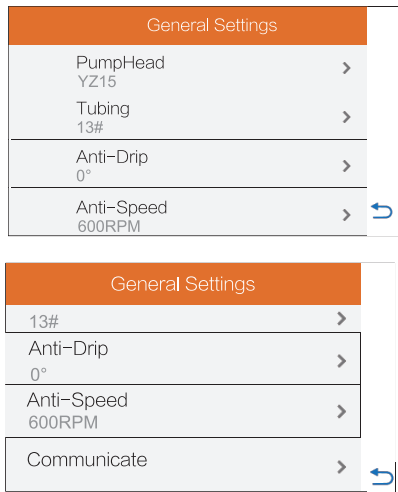 General Settings
PumpHead
YZ15
Tubing
13#
Anti-Drip
0°
Anti-Speed
600RPM
General Settings
13#
Anti-Drip
0°
Anti-Speed
600RPM
Communicate